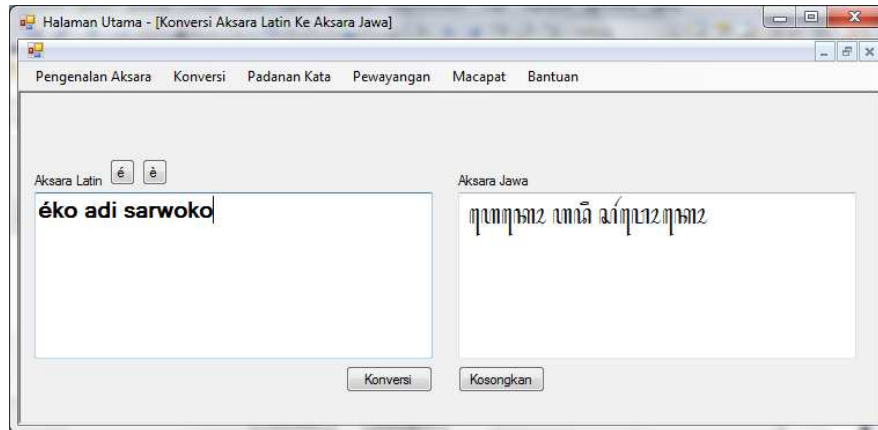 Halaman Utama - [Konversi Aksara Latin Ke Aksara Jawa]
Pengenalan Aksara Konversi Padanan Kata Pewayangan Macapat Bantuan
Aksara Latin é è Aksara Jawa
éko adi sarwoko ꦲꦺꦏꦺꦴ ꦲꦢꦶ ꦱꦂꦮꦺꦴꦏꦺꦴ
Konversi Kosongkan